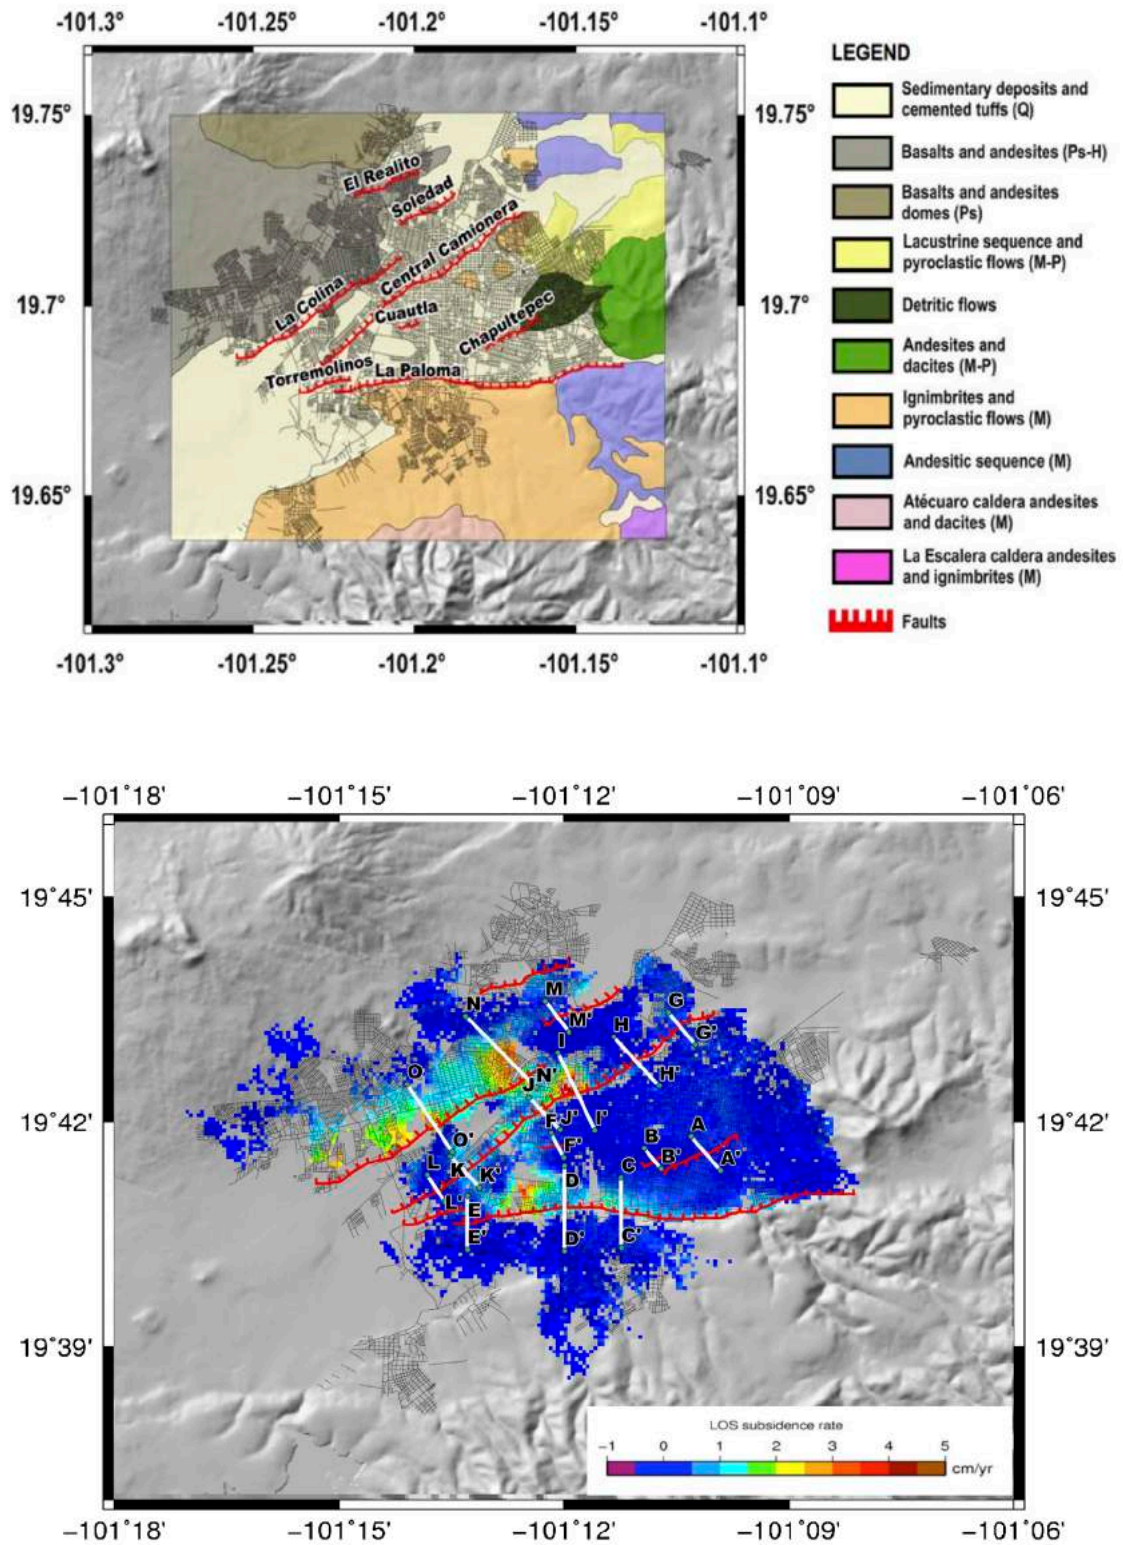 -101.3° -101.25° -101.2° -101.15° -101.1°
LEGEND
Sedimentary deposits and
cemented tuffs (Q)
Basalts and andesites (Ps-H)
Basalts and andesites
domes (Ps)
Lacustrine sequence and
pyroclastic flows (M-P)
Detritic flows
Andesites and
dacites (M-P)
Ignimbrites and
pyroclastic flows (M)
Andesitic sequence (M)
Atécuaro caldera andesites
and dacites (M)
La Escalera caldera andesites
and ignimbrites (M)
Faults
19.75° 19.75°
19.7° 19.7°
19.65° 19.65°
El Realito
Soledad
Central Camionera
La Colina
Cuautla
Chapultepec
Torremolinos
La Paloma
-101.3° -101.25° -101.2° -101.15° -101.1°
−101°18' −101°15' −101°12' −101°09' −101°06'
19°45' 19°45'
19°42' 19°42'
19°39' 19°39'
N M G
M' H G'
I
O J N' H'
F J' I' A
O' F' B
L K K' D C B' A'
L' E
E' D' C'
LOS subsidence rate
−1 0 1 2 3 4 5
cm/yr
−101°18' −101°15' −101°12' −101°09' −101°06'